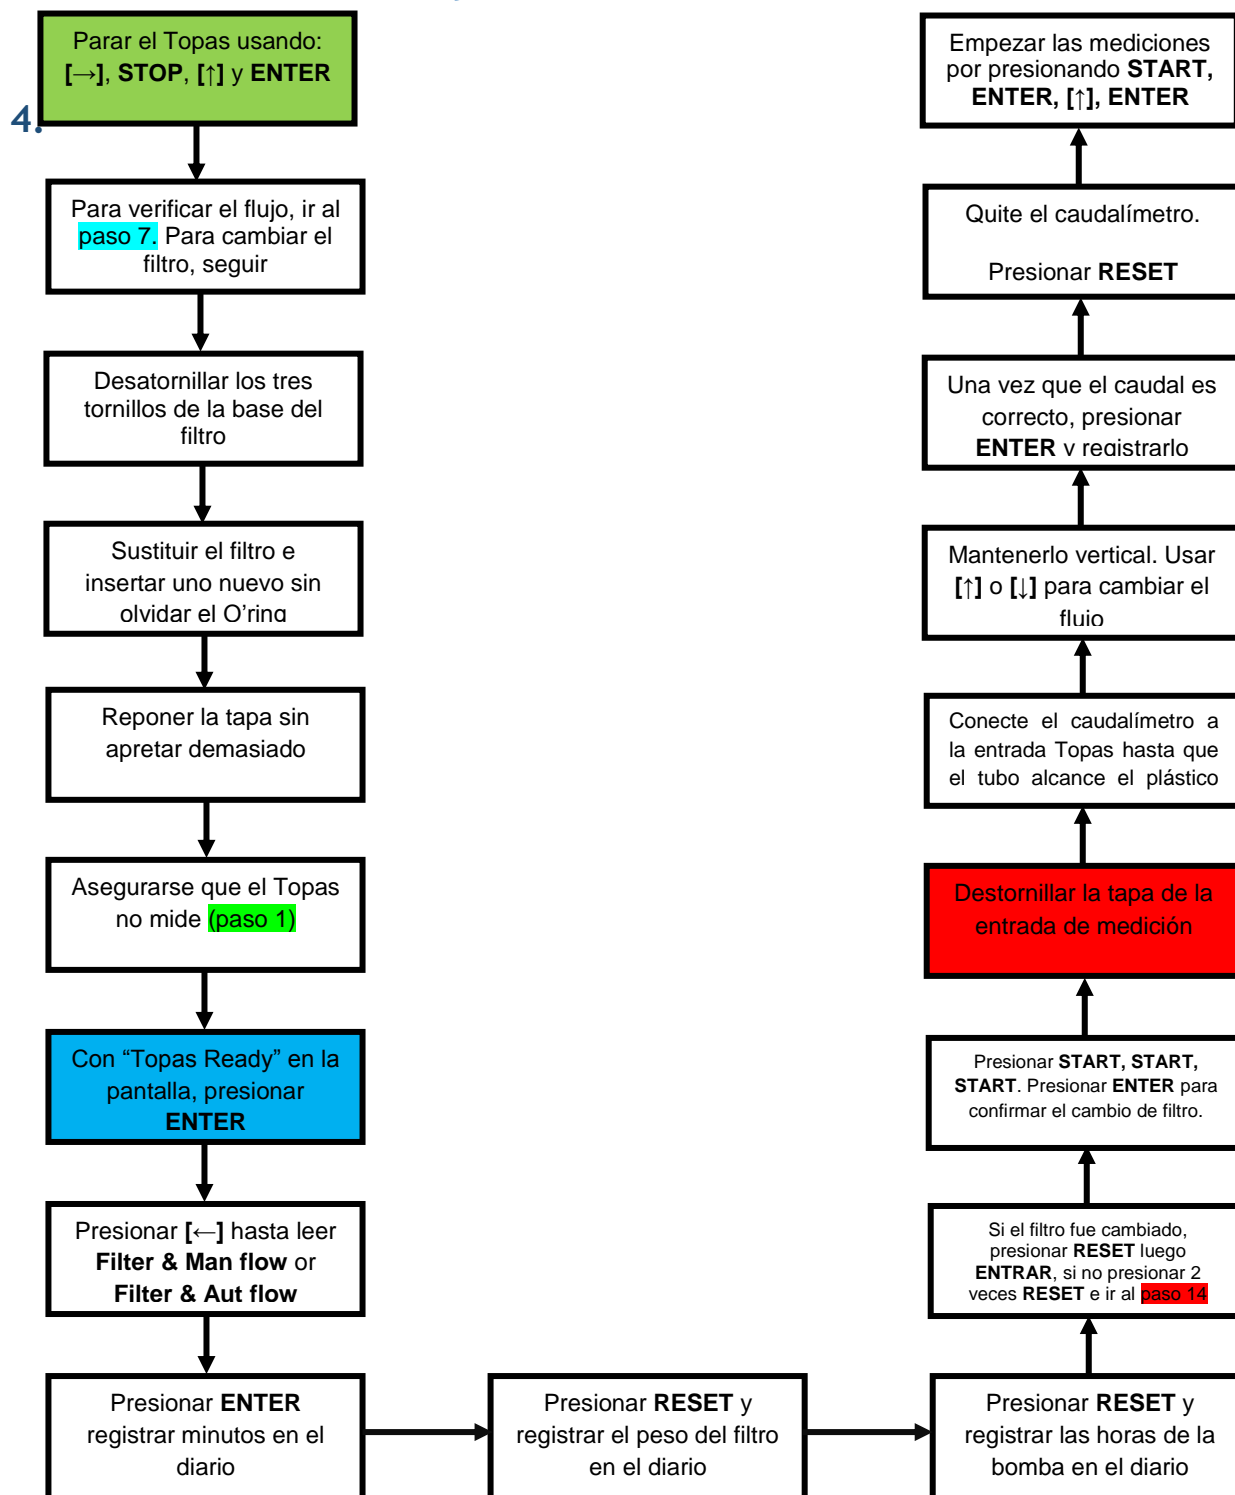 Parar el Topas usando:
[→], STOP, [↑] y ENTER
4.
Para verificar el flujo, ir al
paso 7. Para cambiar el
filtro, seguir
Desatornillar los tres
tornillos de la base del
filtro
Sustituir el filtro e
insertar uno nuevo sin
olvidar el O’ring
Reponer la tapa sin
apretar demasiado
Asegurarse que el Topas
no mide (paso 1)
Con “Topas Ready” en la
pantalla, presionar
ENTER
Presionar [←] hasta leer
Filter & Man flow or
Filter & Aut flow
Presionar ENTER
registrar minutos en el
diario
Presionar RESET y
registrar el peso del filtro
en el diario
Presionar RESET y
registrar las horas de la
bomba en el diario
Si el filtro fue cambiado,
presionar RESET luego
ENTRAR, si no presionar 2
veces RESET e ir al paso 14
Presionar START, START,
START. Presionar ENTER para
confirmar el cambio de filtro.
Destornillar la tapa de la
entrada de medición
Conecte el caudalímetro a
la entrada Topas hasta que
el tubo alcance el plástico
Mantenerlo vertical. Usar
[↑] o [↓] para cambiar el
flujo
Una vez que el caudal es
correcto, presionar
ENTER y registrarlo
Quite el caudalímetro.
Presionar RESET
Empezar las mediciones
por presionando START,
ENTER, [↑], ENTER